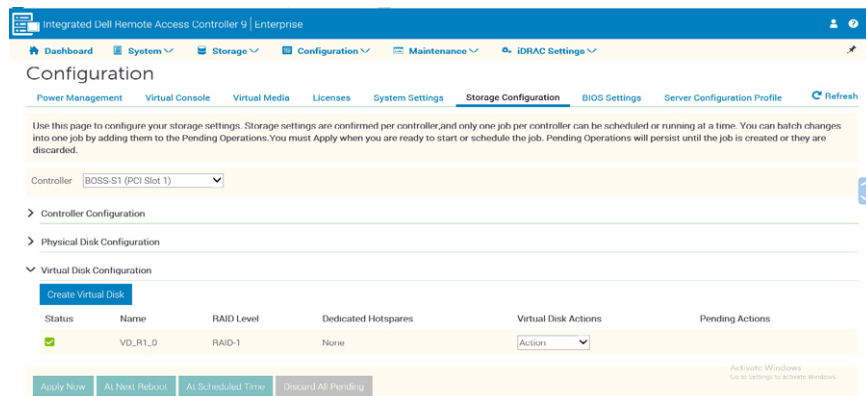 Integrated Dell Remote Access Controller 9 | Enterprise
Dashboard System Storage Configuration Maintenance iDRAC Settings
Configuration
Power Management Virtual Console Virtual Media Licenses System Settings Storage Configuration BIOS Settings Server Configuration Profile Refresh
Use this page to configure your storage settings. Storage settings are confirmed per controller,and only one job per controller can be scheduled or running at a time. You can batch changes
into one job by adding them to the Pending Operations.You must Apply when you are ready to start or schedule the job. Pending Operations will persist until the job is created or they are
discarded.
Controller BOSS-S1 (PCI Slot 1)
Controller Configuration
Physical Disk Configuration
Virtual Disk Configuration
Create Virtual Disk
Status Name RAID Level Dedicated Hotspares Virtual Disk Actions Pending Actions
VD_R1_0 RAID-1 None Action
Activate Windows
Go to Settings to activate Windows.
Apply Now At Next Reboot At Scheduled Time Discard All Pending